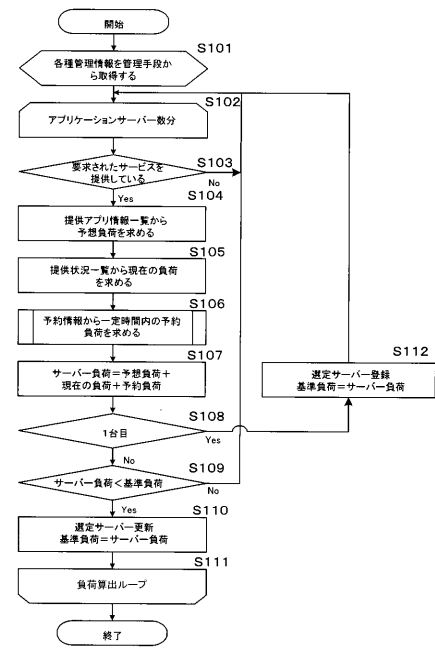 開始
S101
各種管理情報を管理手段か
ら取得する
S102
アプリケーションサーバー数分
S103
要求されたサービスを
提供している
No
Yes
S104
提供アプリ情報一覧から
予想負荷を求める
S105
提供状況一覧から現在の負荷
を求める
S106
予約情報から一定時間内の予約
負荷を求める
S107
サーバー負荷=予想負荷+
現在の負荷+予約負荷
S112
選定サーバー登録
基準負荷=サーバー負荷
S108
1台目
Yes
No
S109
サーバー負荷<基準負荷
No
Yes
S110
選定サーバー更新
基準負荷=サーバー負荷
S111
負荷算出ループ
終了